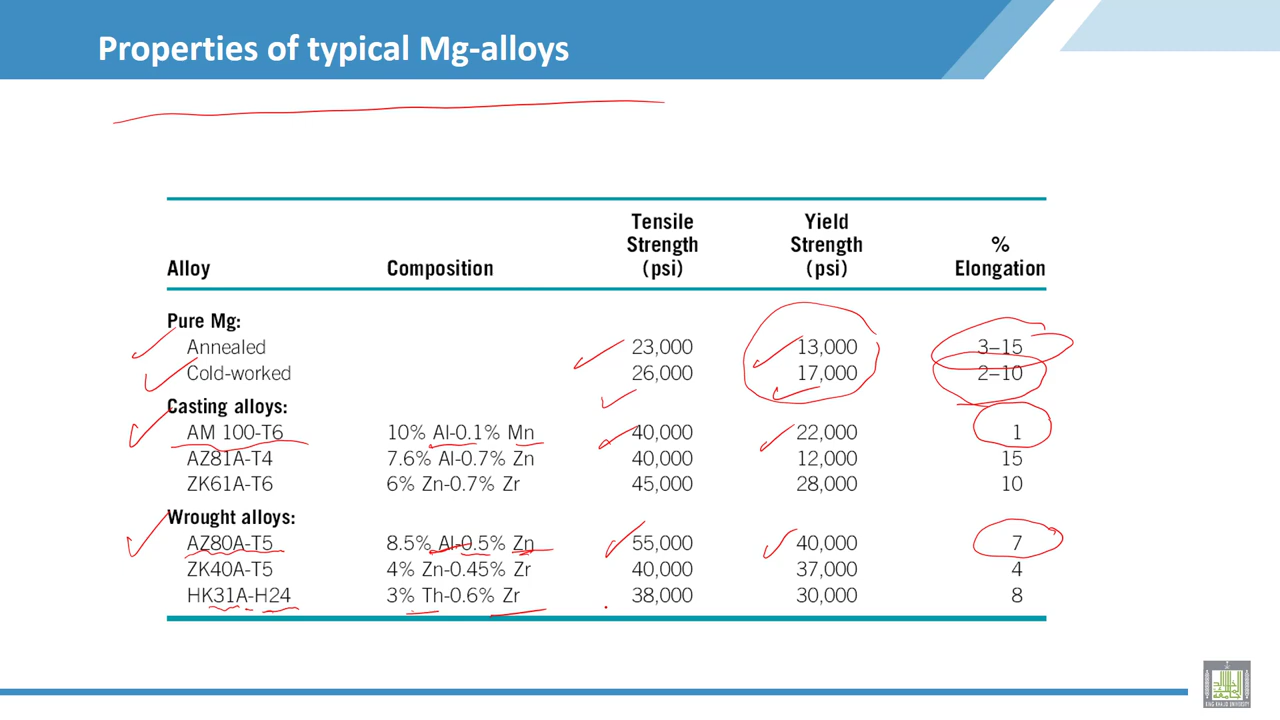 Properties of typical Mg-alloys
Alloy Composition Tensile Strength (psi) Yield Strength (psi) % Elongation
Pure Mg:
Annealed 23,000 13,000 3–15
Cold-worked 26,000 17,000 2–10
Casting alloys:
AM 100-T6 10% Al-0.1% Mn 40,000 22,000 1
AZ81A-T4 7.6% Al-0.7% Zn 40,000 12,000 15
ZK61A-T6 6% Zn-0.7% Zr 45,000 28,000 10
Wrought alloys:
AZ80A-T5 8.5% Al-0.5% Zn 55,000 40,000 7
ZK40A-T5 4% Zn-0.45% Zr 40,000 37,000 4
HK31A-H24 3% Th-0.6% Zr 38,000 30,000 8
KING KHALID UNIVERSITY